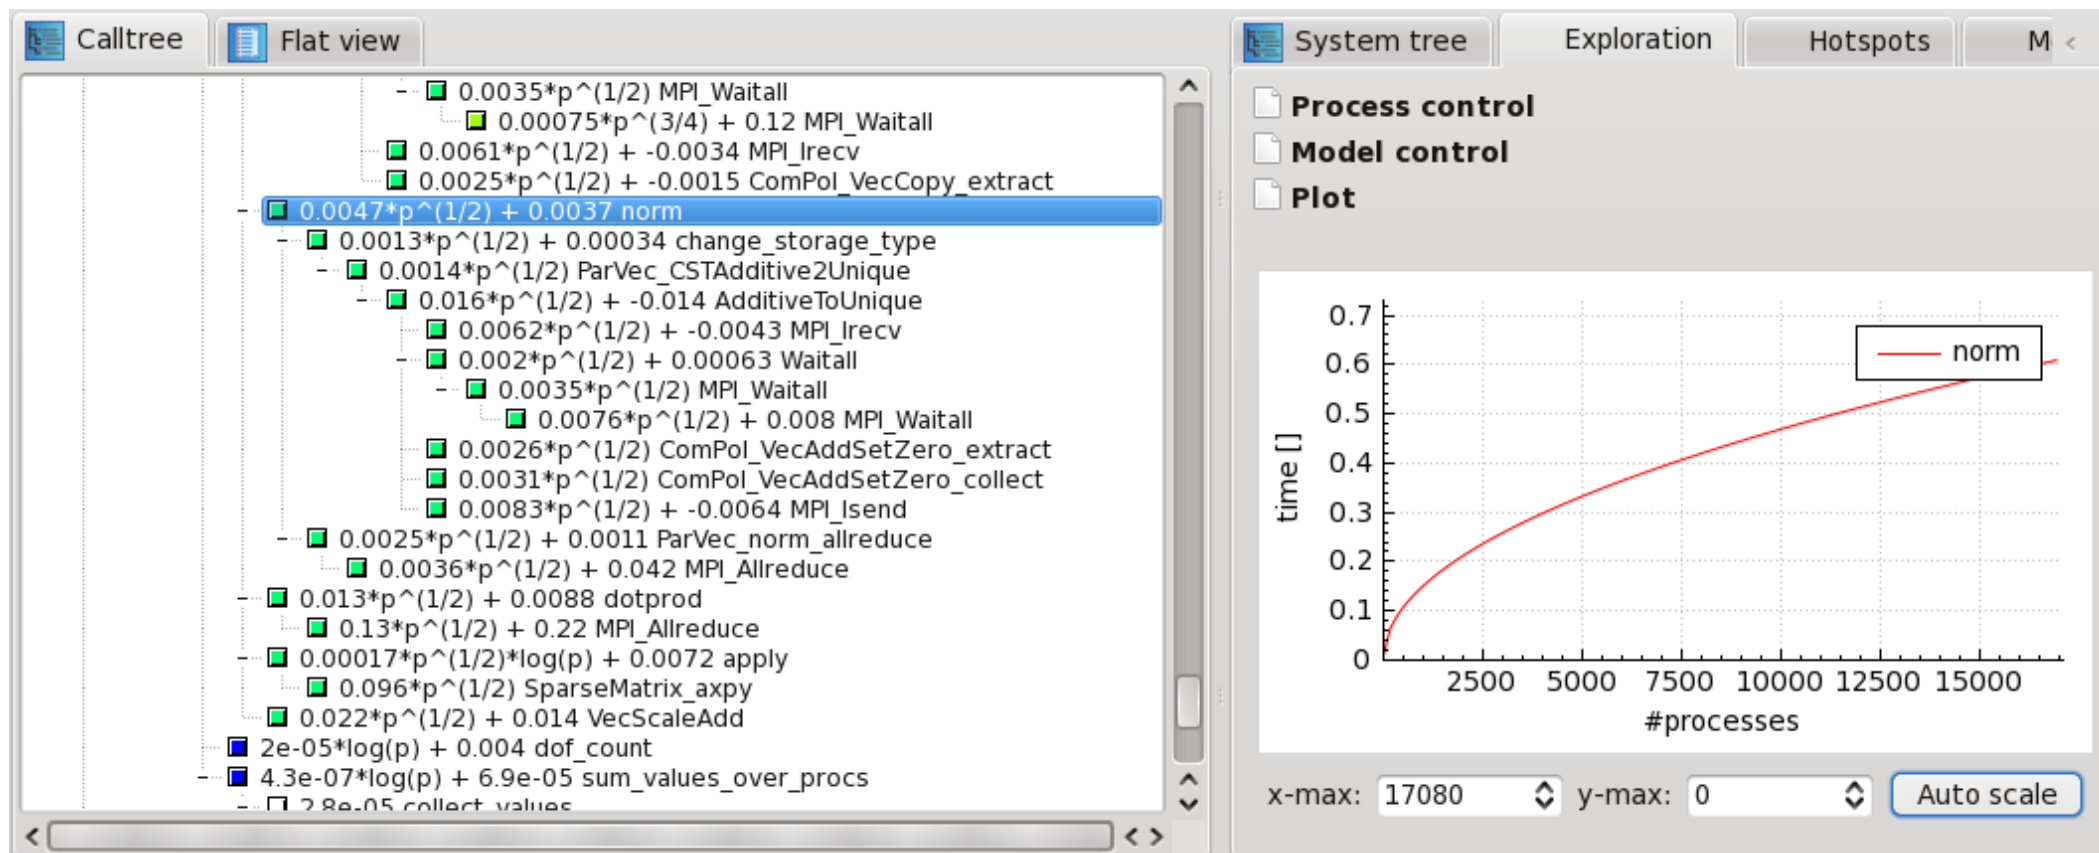 Calltree
Flat view
0.0035*p^(1/2) MPI_Waitall
0.00075*p^(3/4) + 0.12 MPI_Waitall
0.0061*p^(1/2) + -0.0034 MPI_Irecv
0.0025*p^(1/2) + -0.0015 ComPol_VecCopy_extract
0.0047*p^(1/2) + 0.0037 norm
0.0013*p^(1/2) + 0.00034 change_storage_type
0.0014*p^(1/2) ParVec_CSTAdditive2Unique
0.016*p^(1/2) + -0.014 AdditiveToUnique
0.0062*p^(1/2) + -0.0043 MPI_Irecv
0.002*p^(1/2) + 0.00063 Waitall
0.0035*p^(1/2) MPI_Waitall
0.0076*p^(1/2) + 0.008 MPI_Waitall
0.0026*p^(1/2) ComPol_VecAddSetZero_extract
0.0031*p^(1/2) ComPol_VecAddSetZero_collect
0.0083*p^(1/2) + -0.0064 MPI_Isend
0.0025*p^(1/2) + 0.0011 ParVec_norm_allreduce
0.0036*p^(1/2) + 0.042 MPI_Allreduce
0.013*p^(1/2) + 0.0088 dotprod
0.13*p^(1/2) + 0.22 MPI_Allreduce
0.00017*p^(1/2)*log(p) + 0.0072 apply
0.096*p^(1/2) SparseMatrix_axpy
0.022*p^(1/2) + 0.014 VecScaleAdd
2e-05*log(p) + 0.004 dof_count
4.3e-07*log(p) + 6.9e-05 sum_values_over_procs
2.8e-05 collect_values
System tree
Exploration
Hotspots
Process control
Model control
Plot
0.7
0.6
0.5
0.4
0.3
0.2
0.1
0
time []
norm
2500 5000 7500 10000 12500 15000
#processes
x-max: 17080 y-max: 0 Auto scale